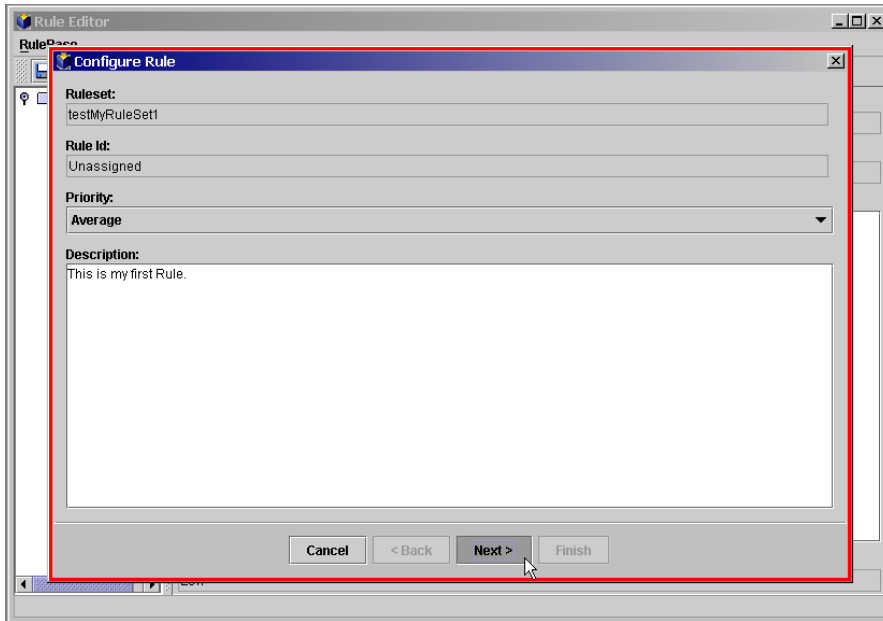 Rule Editor
Configure Rule
Ruleset:
testMyRuleSet1
Rule Id:
Unassigned
Priority:
Average
Description:
This is my first Rule.
Cancel
< Back
Next >
Finish